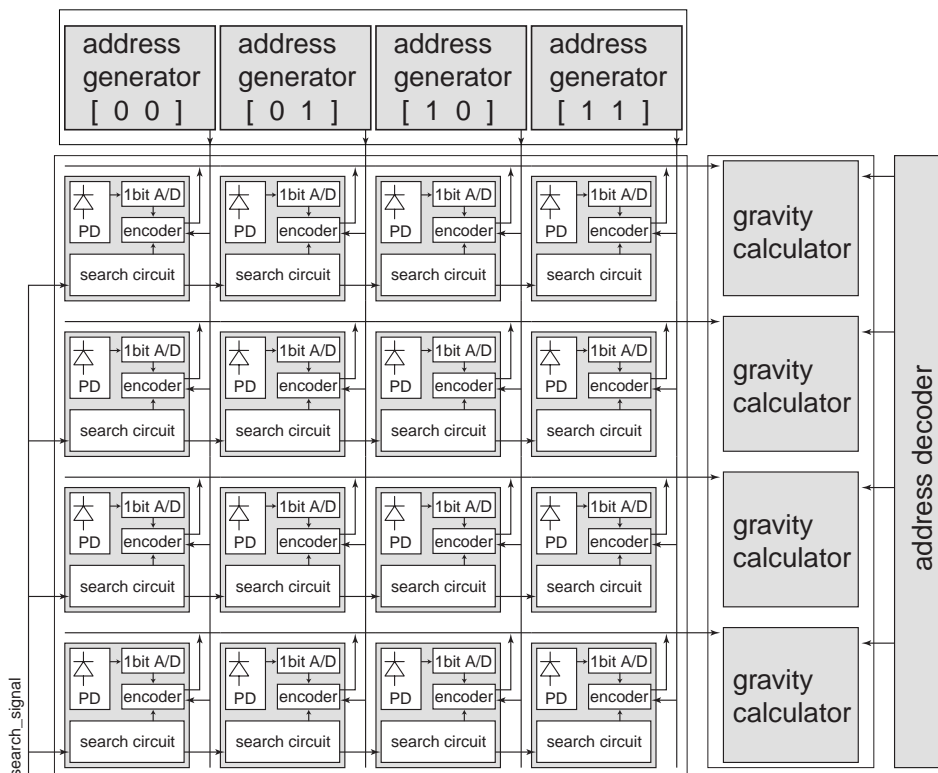 address generator [ 0 0 ]
address generator [ 0 1 ]
address generator [ 1 0 ]
address generator [ 1 1 ]
1bit A/D
PD
encoder
search circuit
1bit A/D
PD
encoder
search circuit
1bit A/D
PD
encoder
search circuit
1bit A/D
PD
encoder
search circuit
gravity calculator
1bit A/D
PD
encoder
search circuit
1bit A/D
PD
encoder
search circuit
1bit A/D
PD
encoder
search circuit
1bit A/D
PD
encoder
search circuit
gravity calculator
1bit A/D
PD
encoder
search circuit
1bit A/D
PD
encoder
search circuit
1bit A/D
PD
encoder
search circuit
1bit A/D
PD
encoder
search circuit
gravity calculator
1bit A/D
PD
encoder
search circuit
1bit A/D
PD
encoder
search circuit
1bit A/D
PD
encoder
search circuit
1bit A/D
PD
encoder
search circuit
gravity calculator
address decoder
search_signal